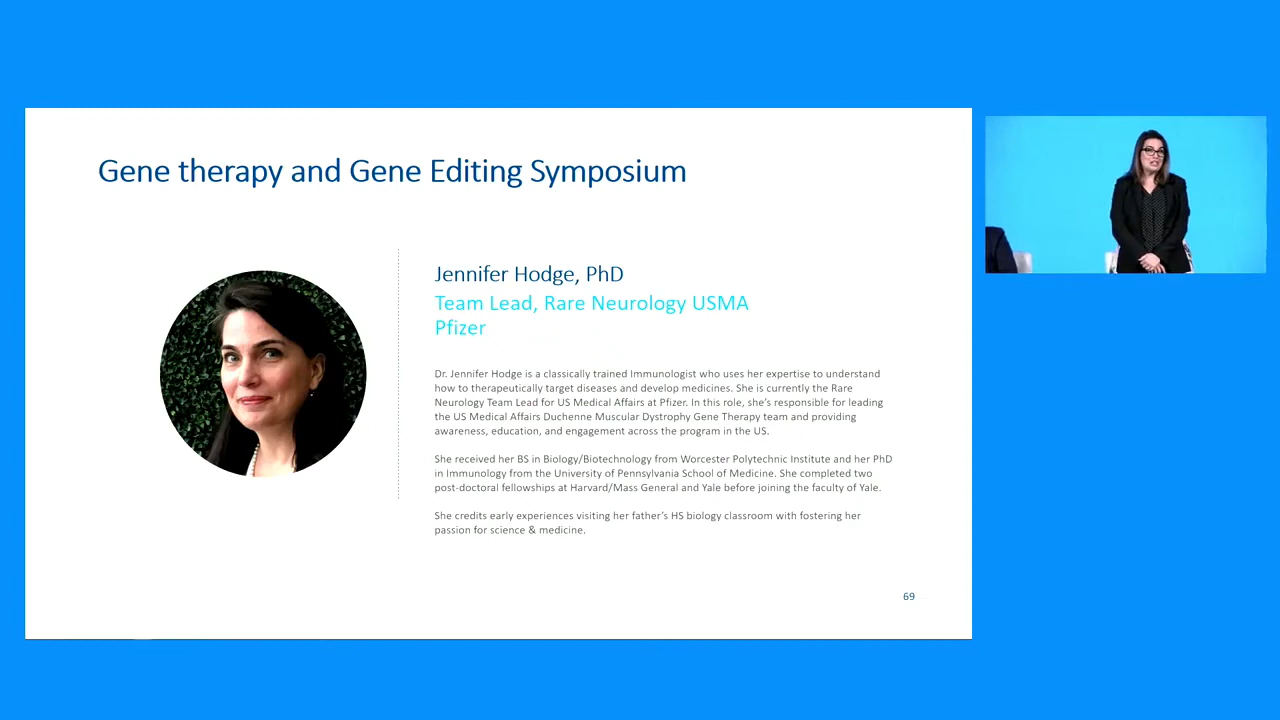 Gene therapy and Gene Editing Symposium
Jennifer Hodge, PhD
Team Lead, Rare Neurology USMA
Pfizer
Dr. Jennifer Hodge is a classically trained Immunologist who uses her expertise to understand
how to therapeutically target diseases and develop medicines. She is currently the Rare
Neurology Team Lead for US Medical Affairs at Pfizer. In this role, she’s responsible for leading
the US Medical Affairs Duchenne Muscular Dystrophy Gene Therapy team and providing
awareness, education, and engagement across the program in the US.
She received her BS in Biology/Biotechnology from Worcester Polytechnic Institute and her PhD
in Immunology from the University of Pennsylvania School of Medicine. She completed two
post-doctoral fellowships at Harvard/Mass General and Yale before joining the faculty of Yale.
She credits early experiences visiting her father’s HS biology classroom with fostering her
passion for science & medicine.
69